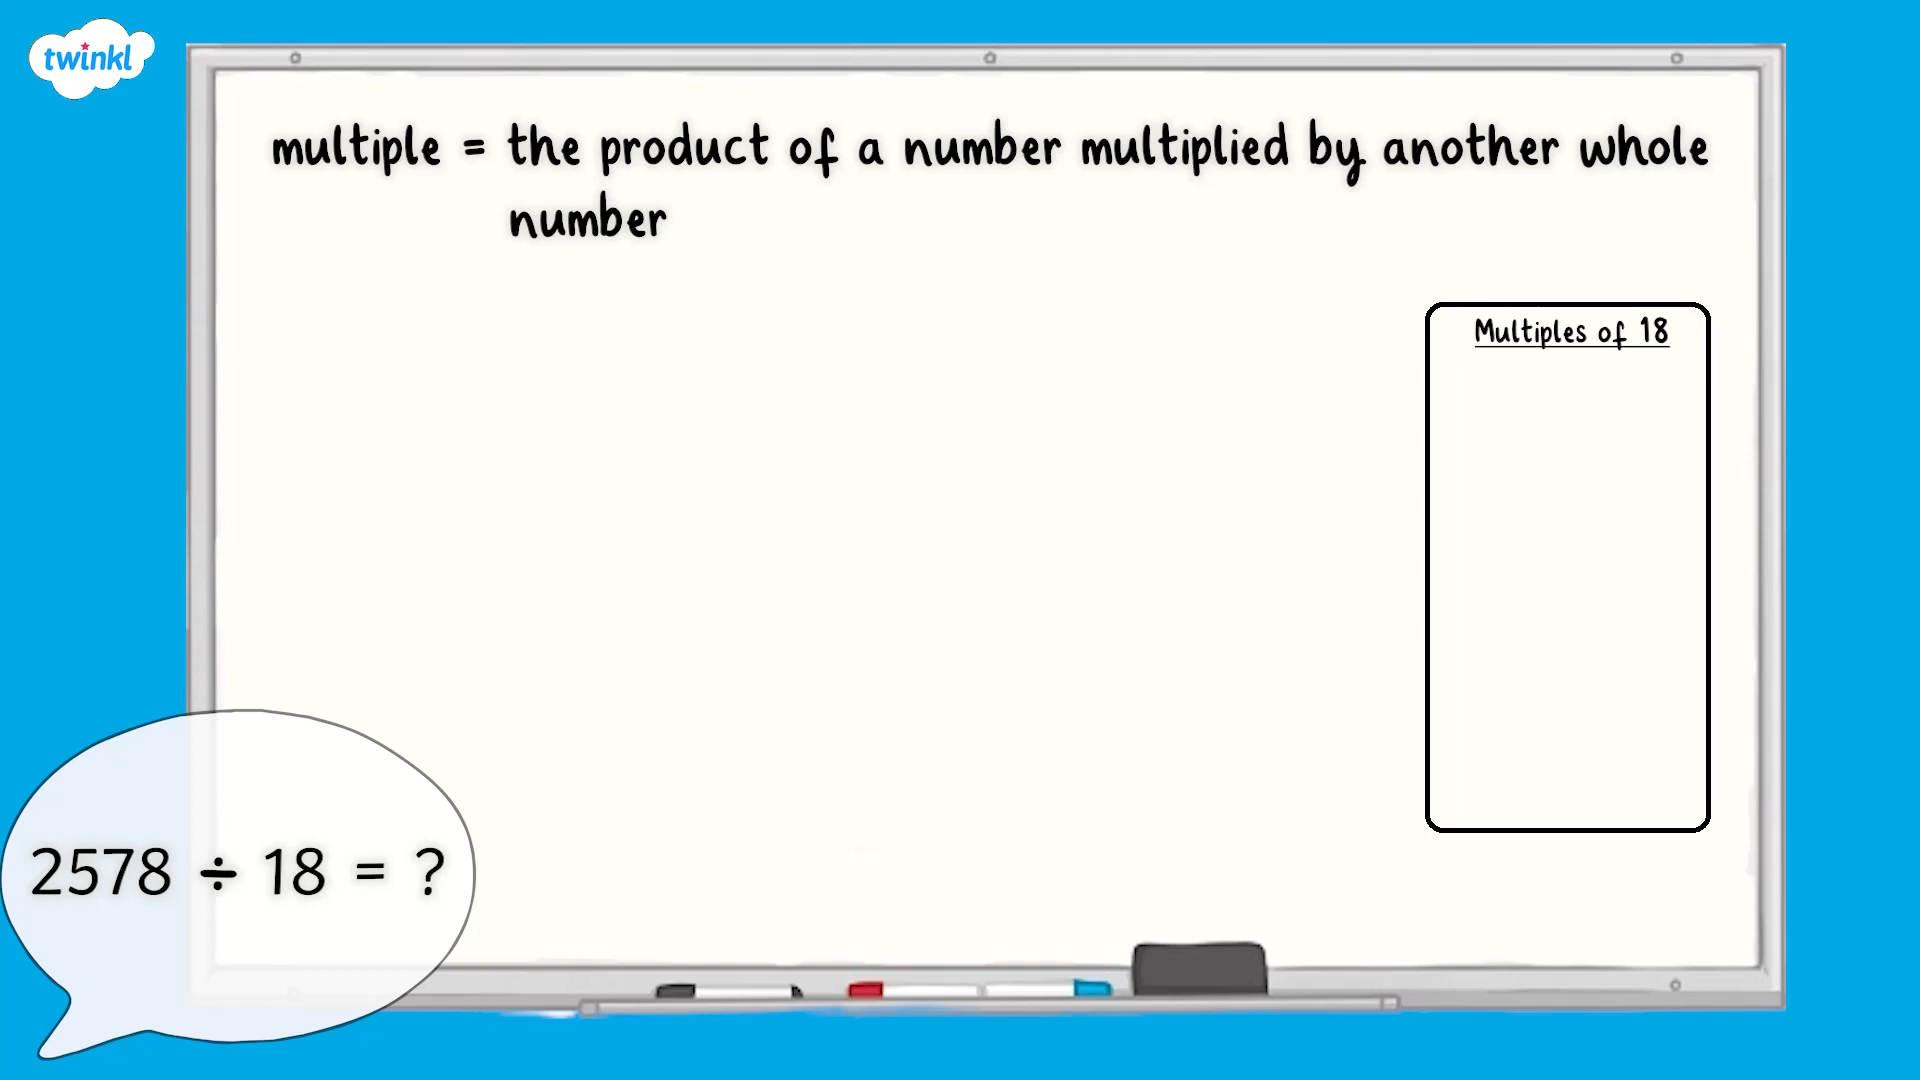 twinkl
multiple = the product of a number multiplied by another whole
number
Multiples of 18
2578 ÷ 18 = ?